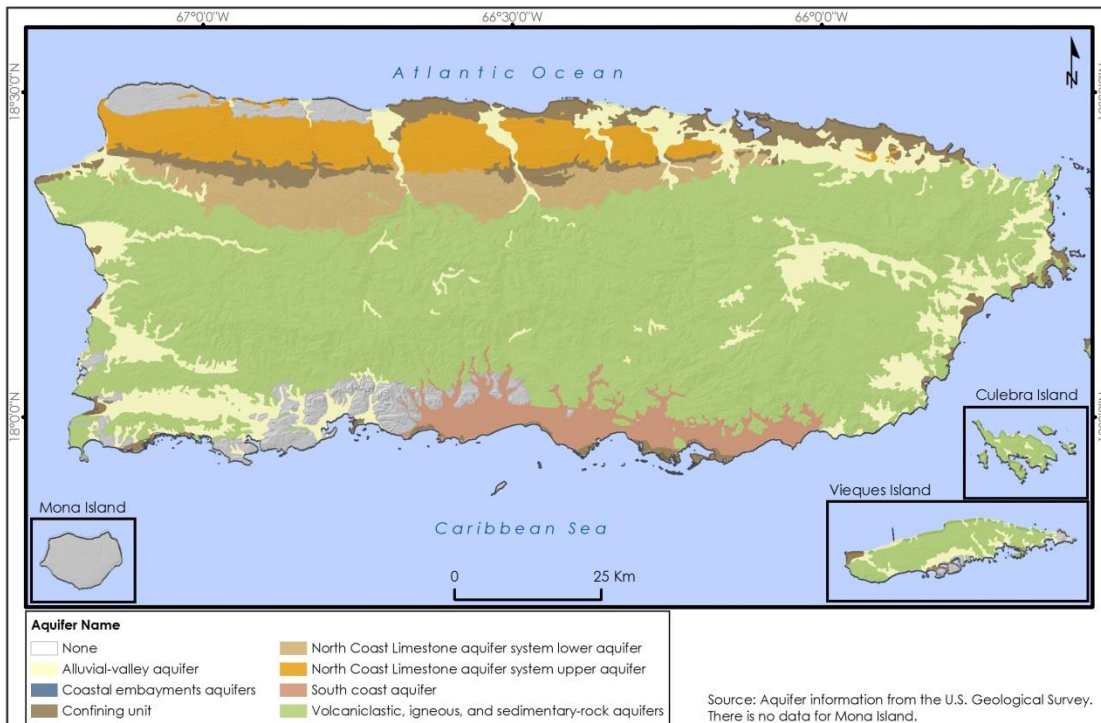 67°0'0"W
66°30'0"W
66°0'0"W
18°30'0"N
Atlantic Ocean
N
18°0'0"N
Culebra Island
Vieques Island
Mona Island
Caribbean Sea
0
25 Km
Aquifer Name
None
Alluvial-valley aquifer
Coastal embayments aquifers
Confining unit
North Coast Limestone aquifer system lower aquifer
North Coast Limestone aquifer system upper aquifer
South coast aquifer
Volcaniclastic, igneous, and sedimentary-rock aquifers
Source: Aquifer information from the U.S. Geological Survey.
There is no data for Mona Island.